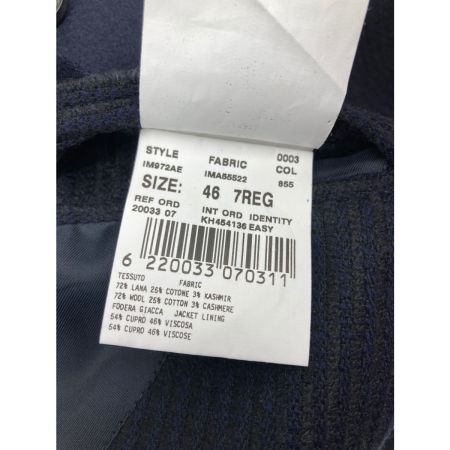 STYLE FABRIC 0003
IM972AE IMA55522 COL
855
SIZE: 46 7REG
REF ORD INT ORD IDENTITY
20033 07 KH454136 EASY
6 220033 070311
TESSUTO FABRIC
72% LANA 25% COTONE 3% KASHMIR
72% WOOL 25% COTTON 3% CASHMERE
FODERA GIACCA JACKET LINING
54% CUPRO 46% VISCOSA
54% CUPRO 46% VISCOSE